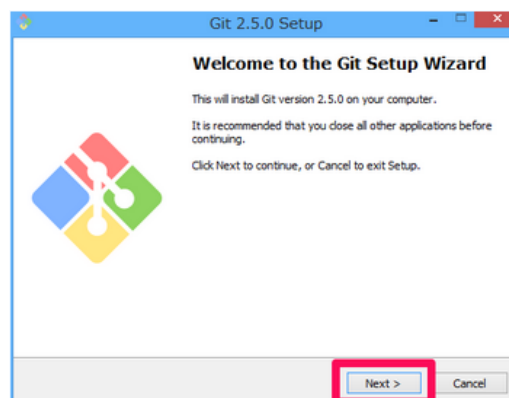 Git 2.5.0 Setup
Welcome to the Git Setup Wizard
This will install Git version 2.5.0 on your computer.
It is recommended that you close all other applications before
continuing.
Click Next to continue, or Cancel to exit Setup.
Next >
Cancel